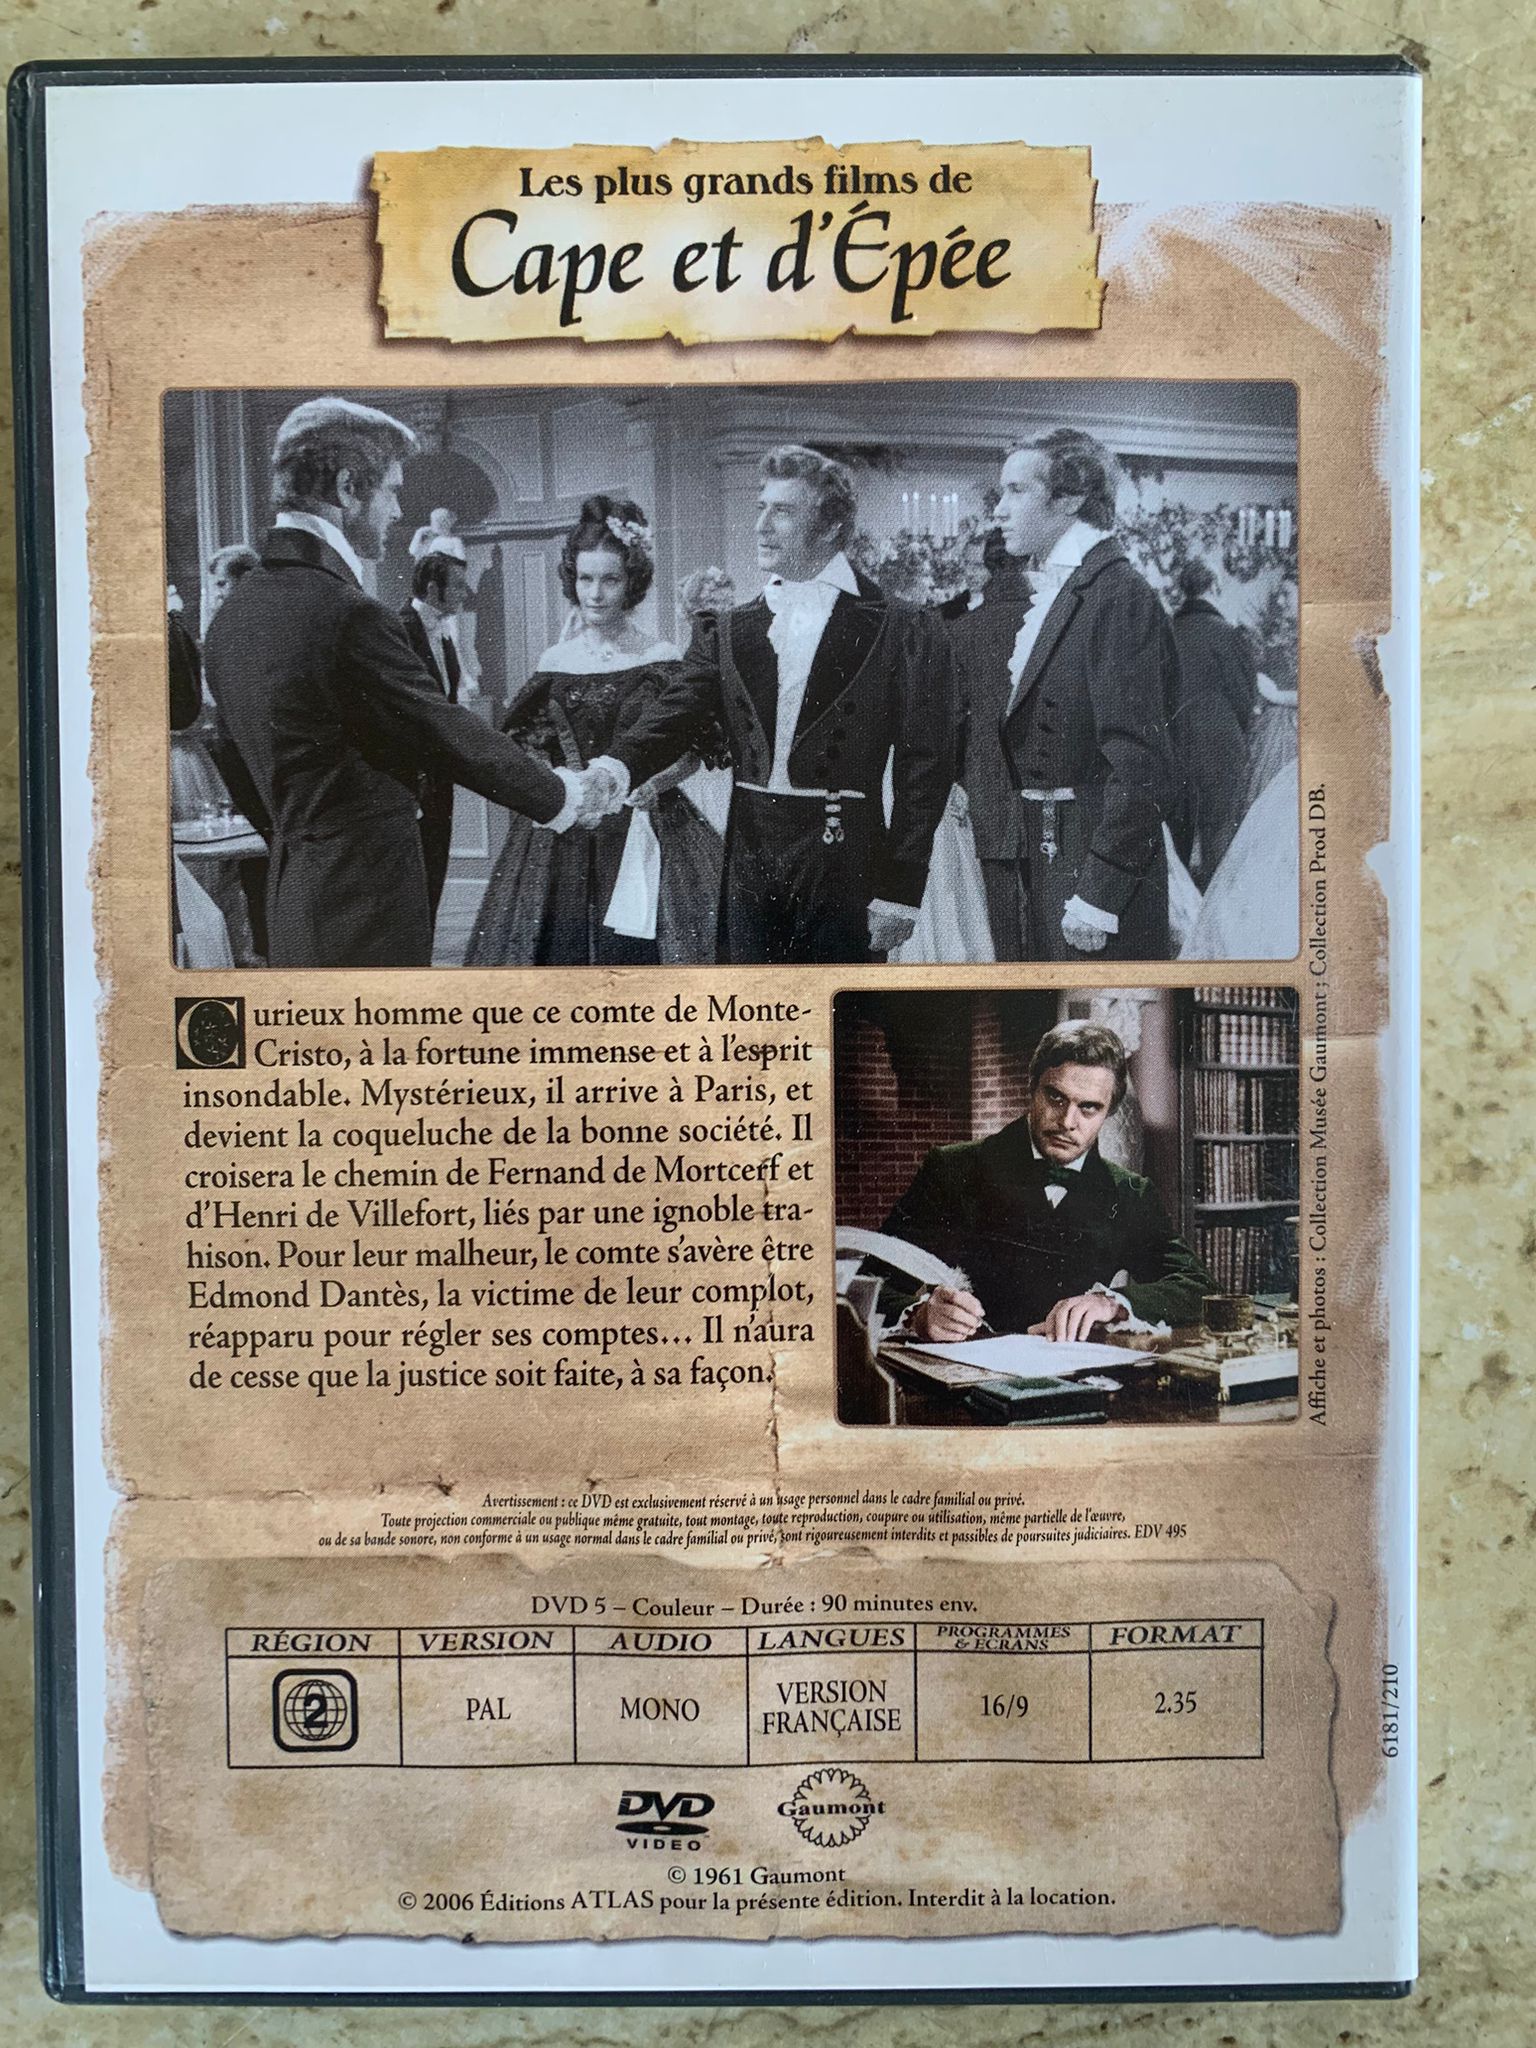 Les plus grands films de
Cape et d'Épée
Curieux homme que ce comte de Monte-
Cristo, à la fortune immense et à l'esprit
insondable. Mystérieux, il arrive à Paris, et
devient la coqueluche de la bonne société. Il
croisera le chemin de Fernand de Mortcerf et
d'Henri de Villefort, liés par une ignoble tra-
hison. Pour leur malheur, le comte s'avère être
Edmond Dantès, la victime de leur complot,
réapparu pour régler ses comptes... Il n'aura
de cesse que la justice soit faite, à sa façon.
Affiche et photos : Collection Musée Gaumont ; Collection Prod DB.
Avertissement : ce DVD est exclusivement réservé à un usage personnel dans le cadre familial ou privé.
Toute projection commerciale ou publique même gratuite, tout montage, toute reproduction, coupure ou utilisation, même partielle de l'œuvre,
ou de sa bande sonore, non conforme à un usage normal dans le cadre familial ou privé, sont rigoureusement interdits et passibles de poursuites judiciaires. EDV 495
DVD 5 – Couleur – Durée : 90 minutes env.
RÉGION VERSION AUDIO LANGUES PROGRAMMES & ECRANS FORMAT
2 PAL MONO VERSION FRANÇAISE 16/9 2.35
6181/210
DVD VIDEO Gaumont
© 1961 Gaumont
© 2006 Éditions ATLAS pour la présente édition. Interdit à la location.